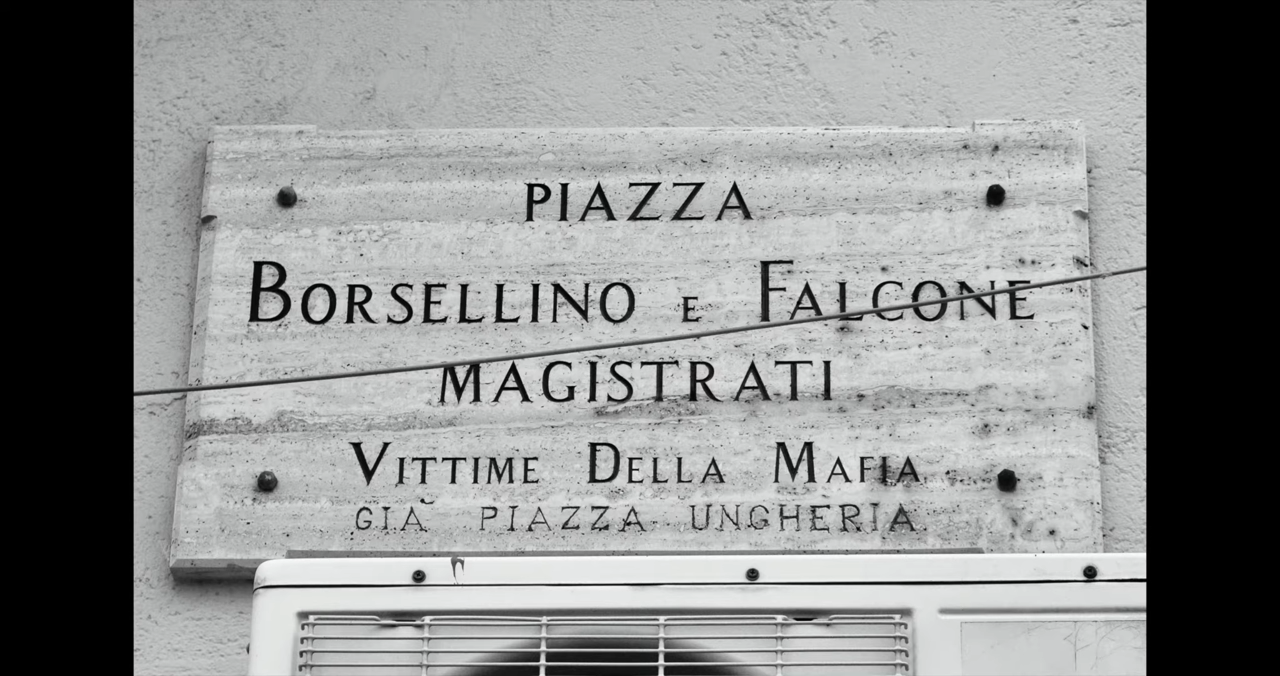 PIAZZA
BORSELLINO E FALCONE
MAGISTRATI
VITTIME DELLA MAFIA
GIÀ PIAZZA UNGHERIA